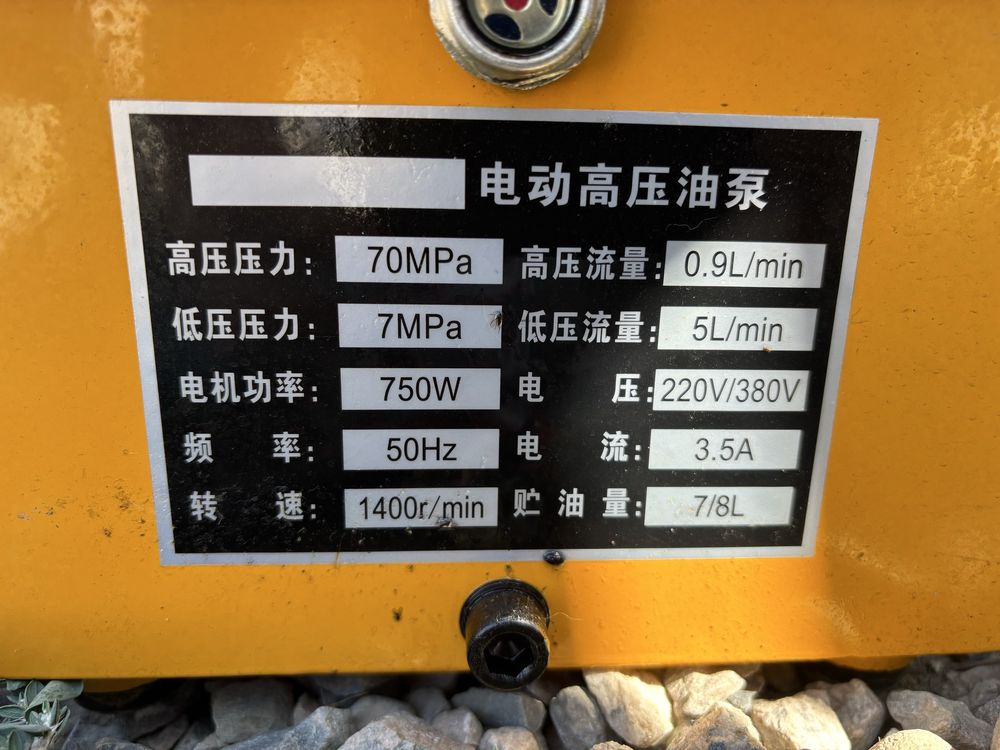 电动高压油泵
高压压力: 70MPa 高压流量: 0.9L/min
低压压力: 7MPa 低压流量: 5L/min
电机功率: 750W 电 压: 220V/380V
频 率: 50Hz 电 流: 3.5A
转 速: 1400r/min 贮油量: 7/8L